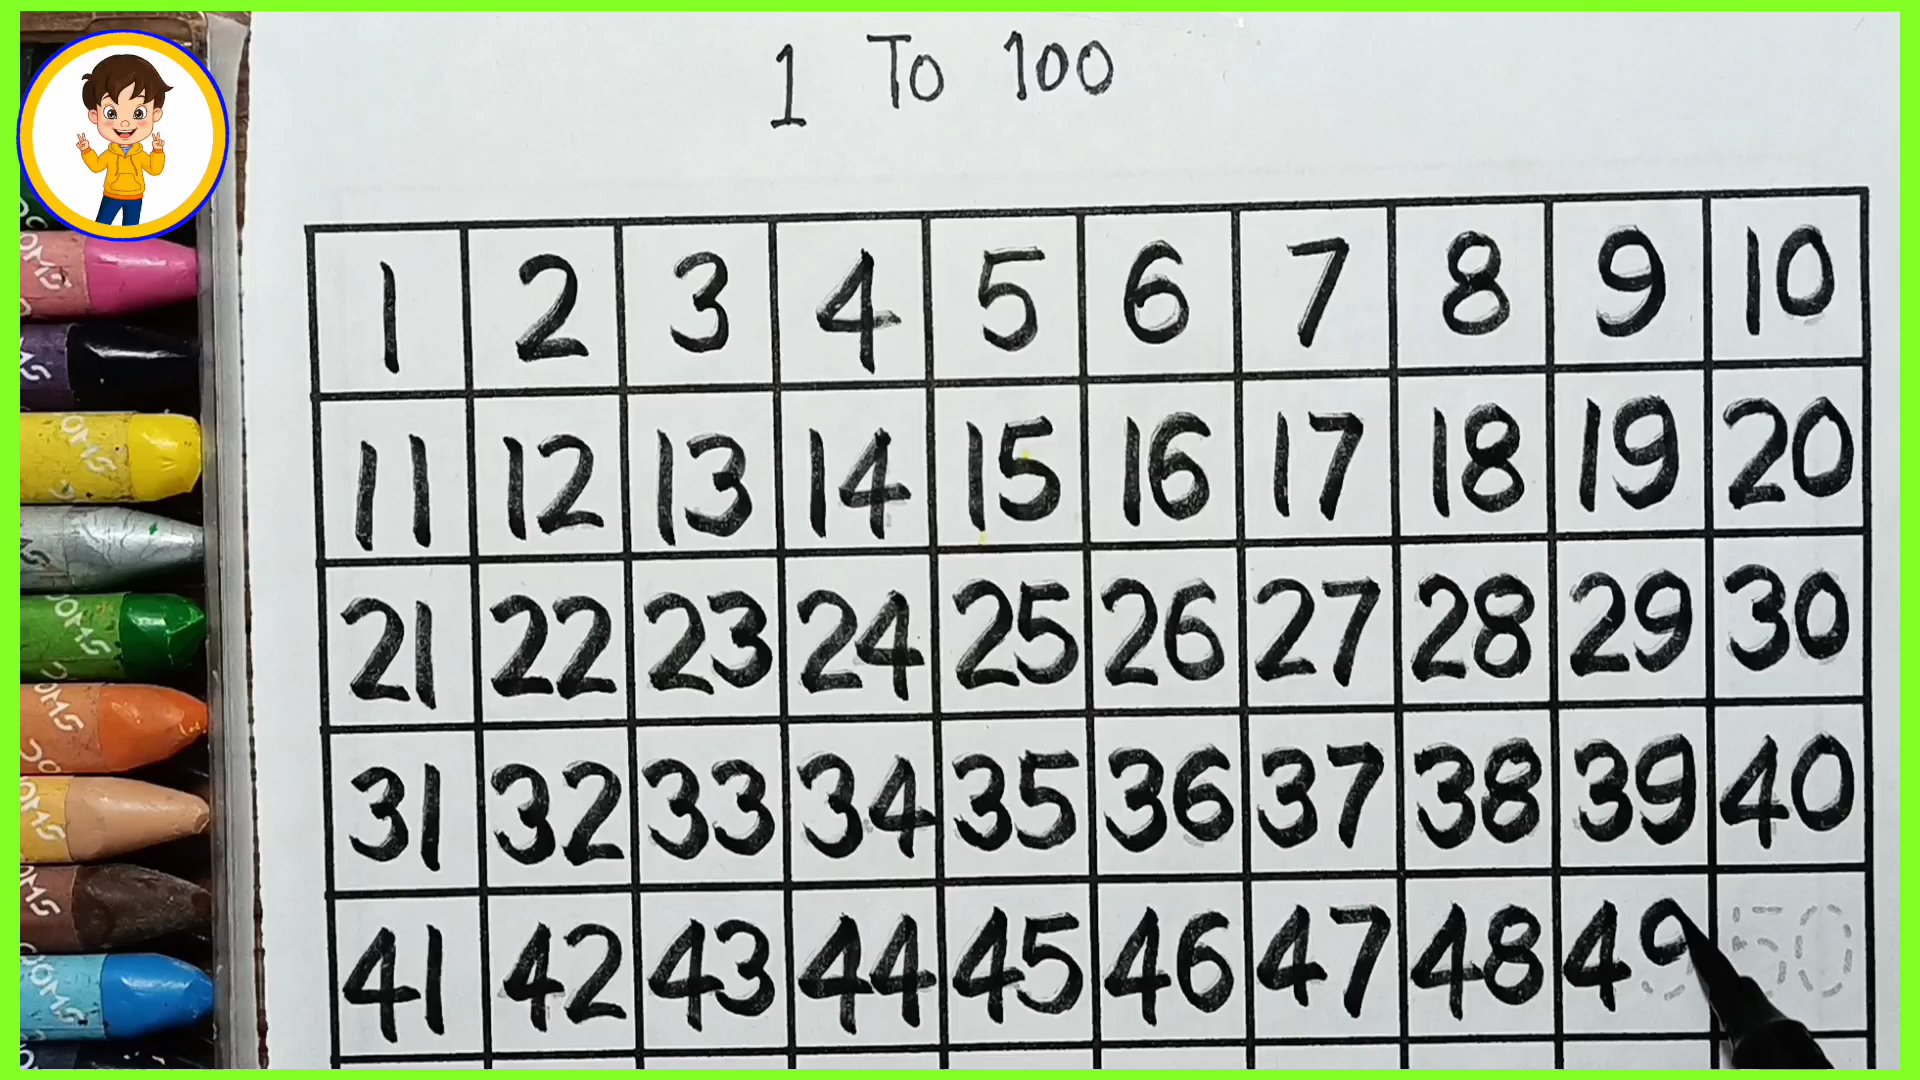 1 To 100
1 2 3 4 5 6 7 8 9 10
11 12 13 14 15 16 17 18 19 20
21 22 23 24 25 26 27 28 29 30
31 32 33 34 35 36 37 38 39 40
41 42 43 44 45 46 47 48 49 50